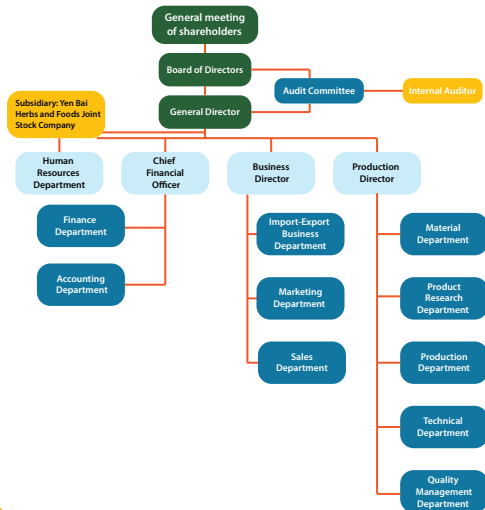 General meeting
of shareholders
Board of Directors
Audit Committee
Internal Auditor
Subsidiary: Yen Bai
Herbs and Foods Joint
Stock Company
General Director
Human
Resources
Department
Chief
Financial
Officer
Business
Director
Production
Director
Finance
Department
Accounting
Department
Import-Export
Business
Department
Marketing
Department
Sales
Department
Material
Department
Product
Research
Department
Production
Department
Technical
Department
Quality
Management
Department